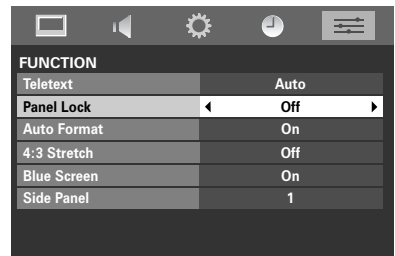 FUNCTION
Teletext Auto
Panel Lock Off
Auto Format On
4:3 Stretch Off
Blue Screen On
Side Panel 1